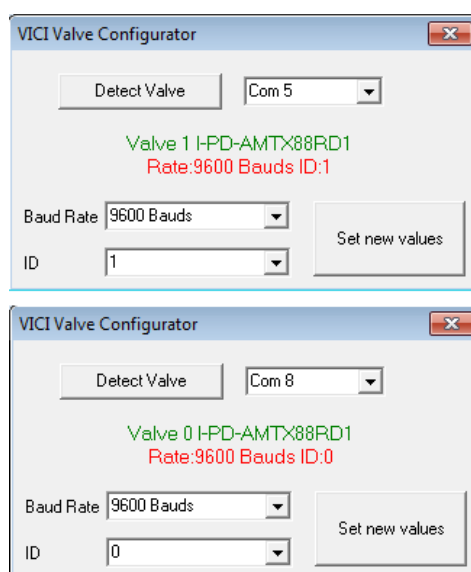 VICI Valve Configurator
Detect Valve Com 5
Valve 1 I-PD-AMTX88RD1
Rate:9600 Bauds ID:1
Baud Rate 9600 Bauds
Set new values
ID 1
VICI Valve Configurator
Detect Valve Com 8
Valve 0 I-PD-AMTX88RD1
Rate:9600 Bauds ID:0
Baud Rate 9600 Bauds
Set new values
ID 0